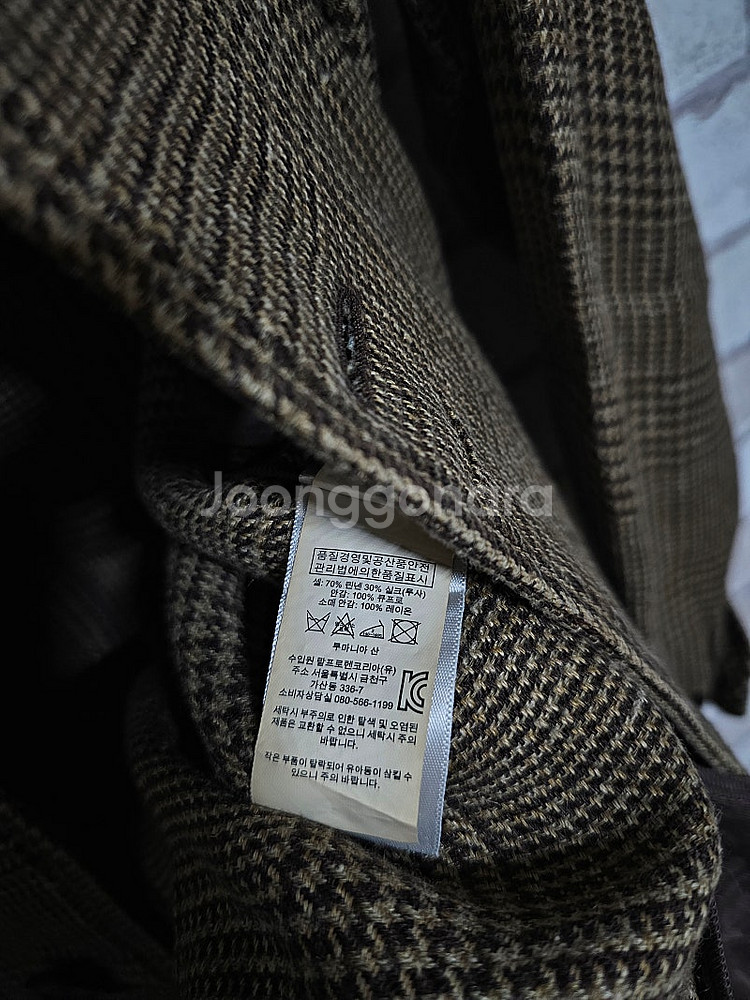 Joonggonara
품질경영및공산품안전
관리법에의한품질표시
셀: 70% 린넨 30% 실크(투사)
안감: 100% 큐프로
소매 안감: 100% 레이온
루마니아 산
수입원 랄프로렌코리아(유)
주소 서울특별시 금천구
가산동 336-7
소비자상담실 080-566-1199
세탁시 부주의로 인한 탈색 및 오염된
제품은 교환할 수 없으니 세탁시 주의
바랍니다.
작은 부품이 탈락되어 유아동이 삼킬 수
있으니 주의 바랍니다.